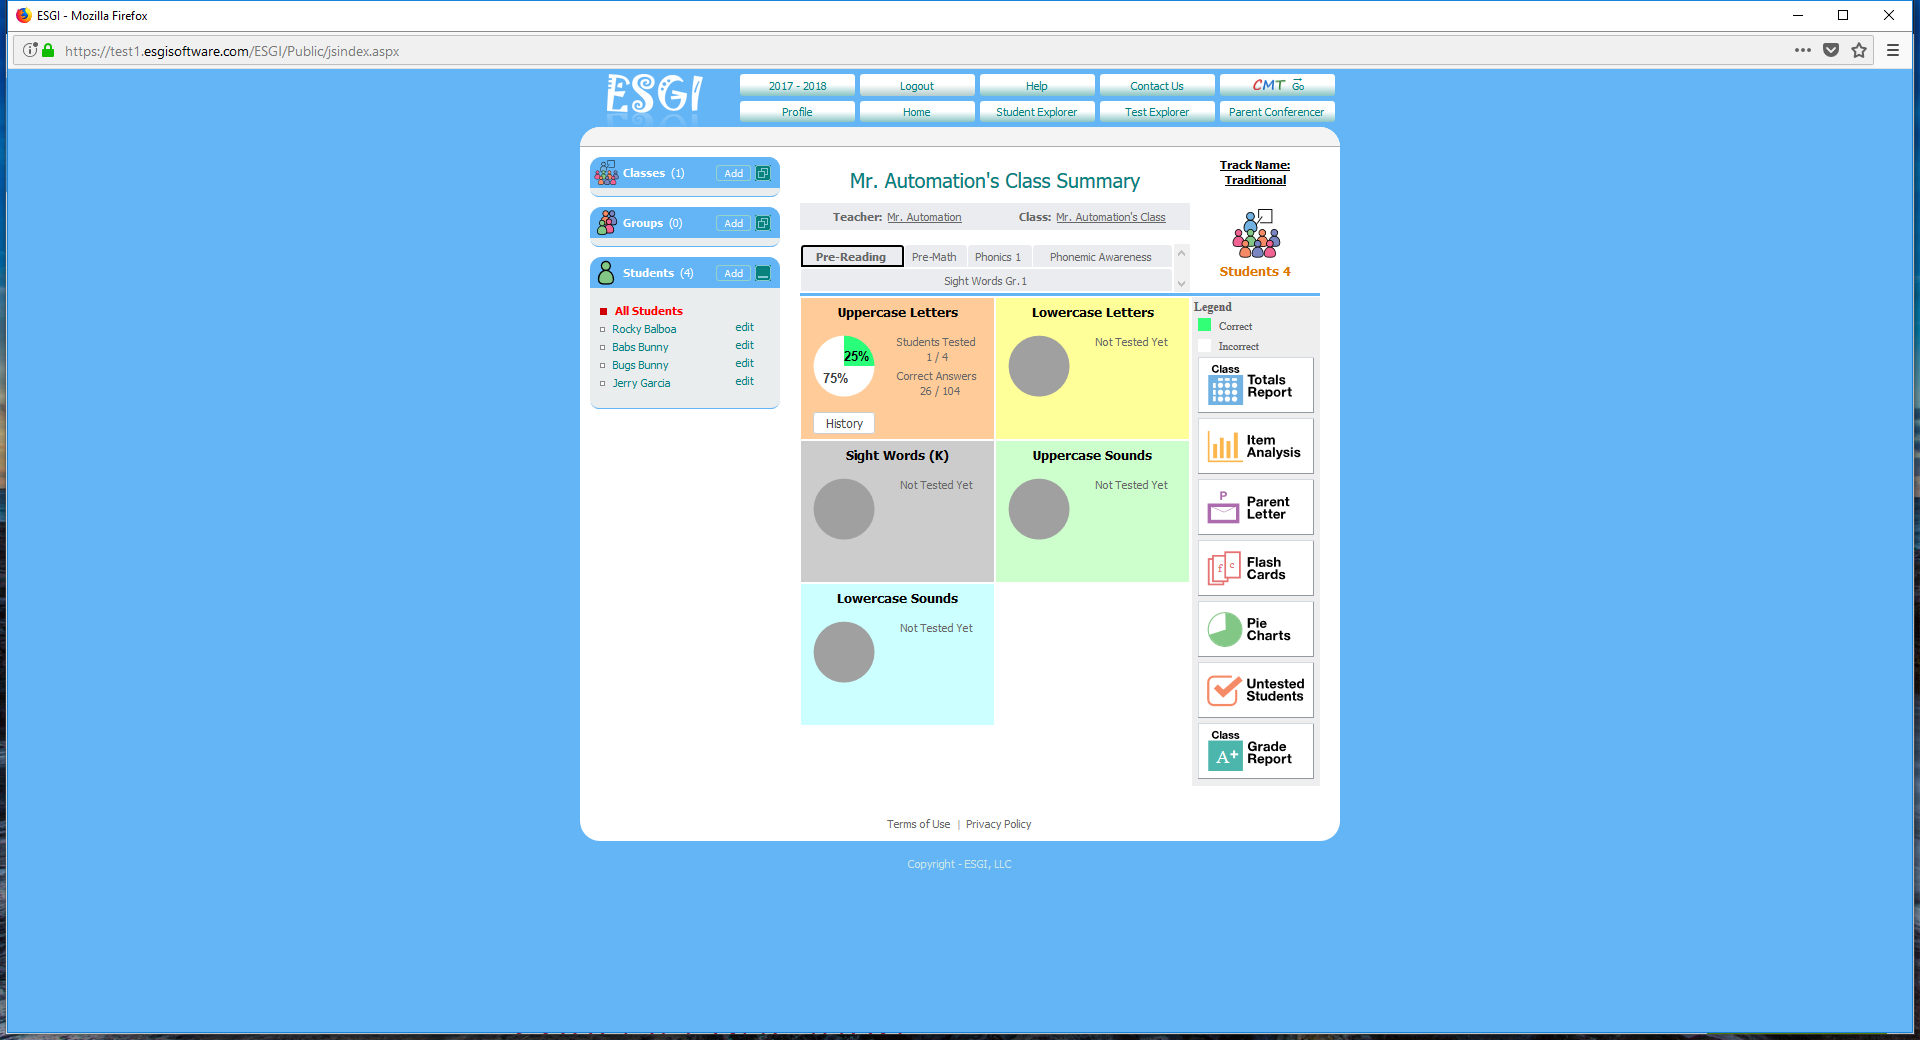 ESGI - Mozilla Firefox
https://test1.esgisoftware.com/ESGI/Public/jsindex.aspx
ESGI
2017 - 2018
Logout
Help
Contact Us
CMT Go
Profile
Home
Student Explorer
Test Explorer
Parent Conferencer
Classes (1)
Add
Groups (0)
Add
Students (4)
Add
All Students
Rocky Balboa edit
Babs Bunny edit
Bugs Bunny edit
Jerry Garcia edit
Mr. Automation's Class Summary
Teacher: Mr. Automation
Class: Mr. Automation's Class
Track Name:
Traditional
Students 4
Pre-Reading
Pre-Math
Phonics 1
Phonemic Awareness
Sight Words Gr.1
Uppercase Letters
25%
75%
Students Tested
1 / 4
Correct Answers
26 / 104
History
Lowercase Letters
Not Tested Yet
Sight Words (K)
Not Tested Yet
Uppercase Sounds
Not Tested Yet
Lowercase Sounds
Not Tested Yet
Legend
Correct
Incorrect
Class
Totals
Report
Item
Analysis
P
Parent
Letter
f c
Flash
Cards
Pie
Charts
Untested
Students
Class
A+
Grade
Report
Terms of Use | Privacy Policy
Copyright - ESGI, LLC